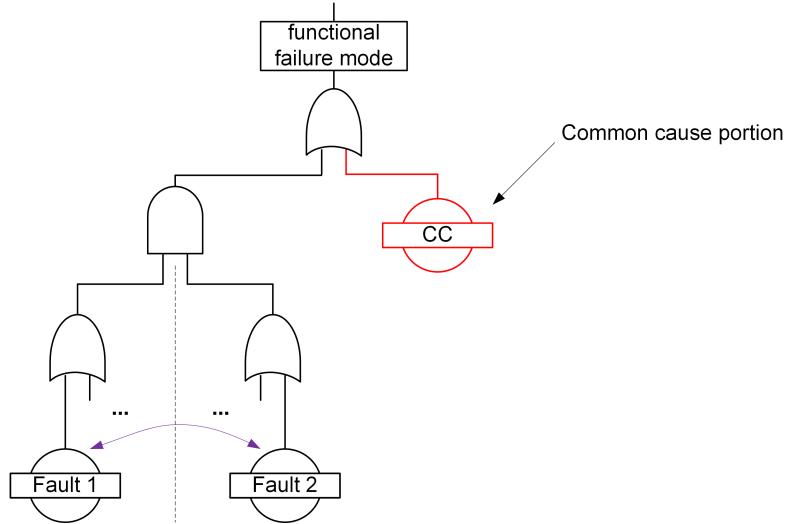 functional
failure mode
Common cause portion
CC
...
...
Fault 1
Fault 2